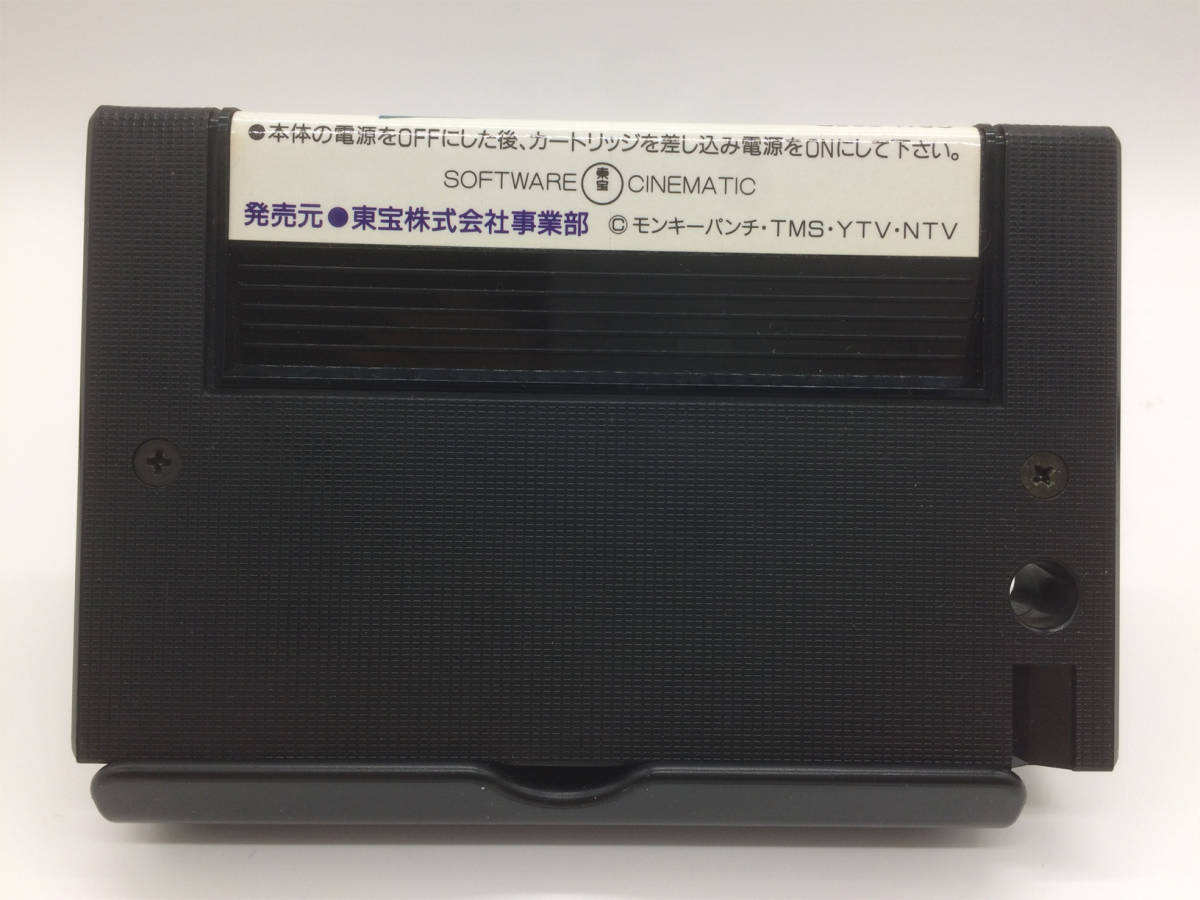 ●本体の電源をOFFにした後、カートリッジを差し込み電源をONにして下さい。
SOFTWARE 東宝 CINEMATIC
発売元●東宝株式会社事業部 ©モンキーパンチ・TMS・YTV・NTV